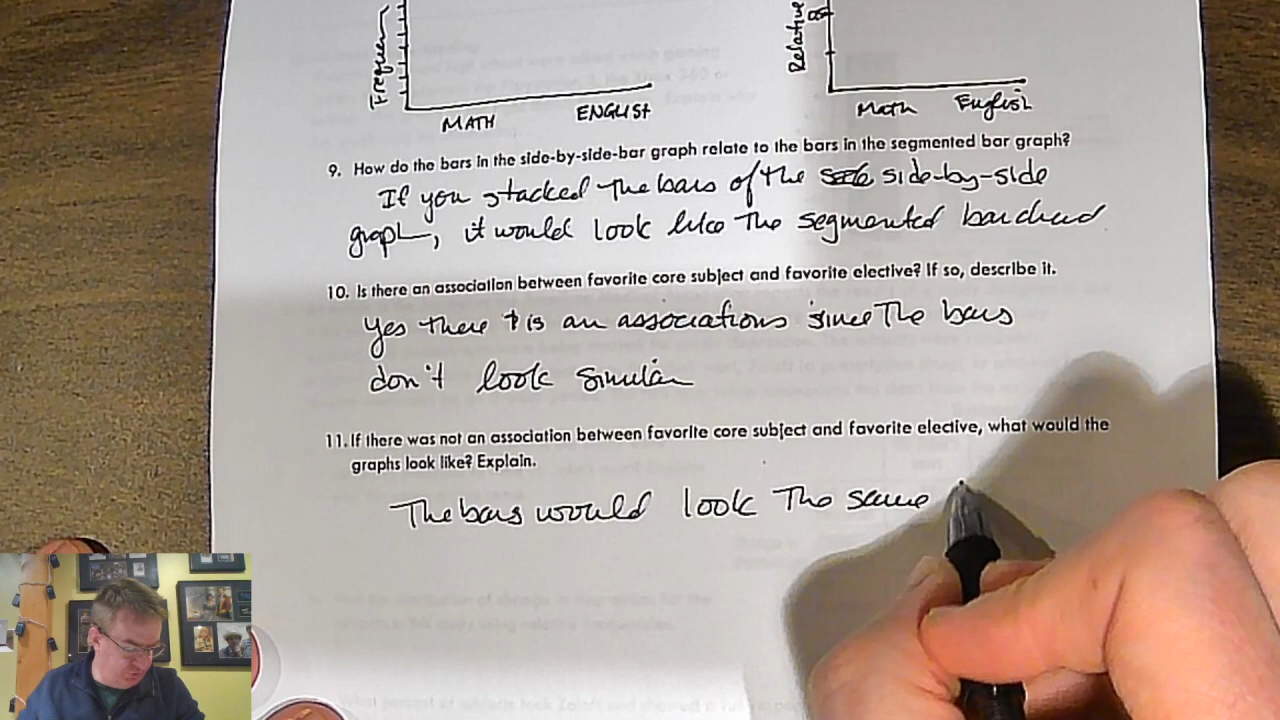 Frequency
Relative
MATH ENGLISH
Math English
9. How do the bars in the side-by-side-bar graph relate to the bars in the segmented bar graph?
If you stacked the bars of the side-by-side
graph, it would look like the segmented bar
10. Is there an association between favorite core subject and favorite elective? If so, describe it.
Yes there is an associations since the bars
don't look similar
11. If there was not an association between favorite core subject and favorite elective, what would the
graphs look like? Explain.
The bars would look the same